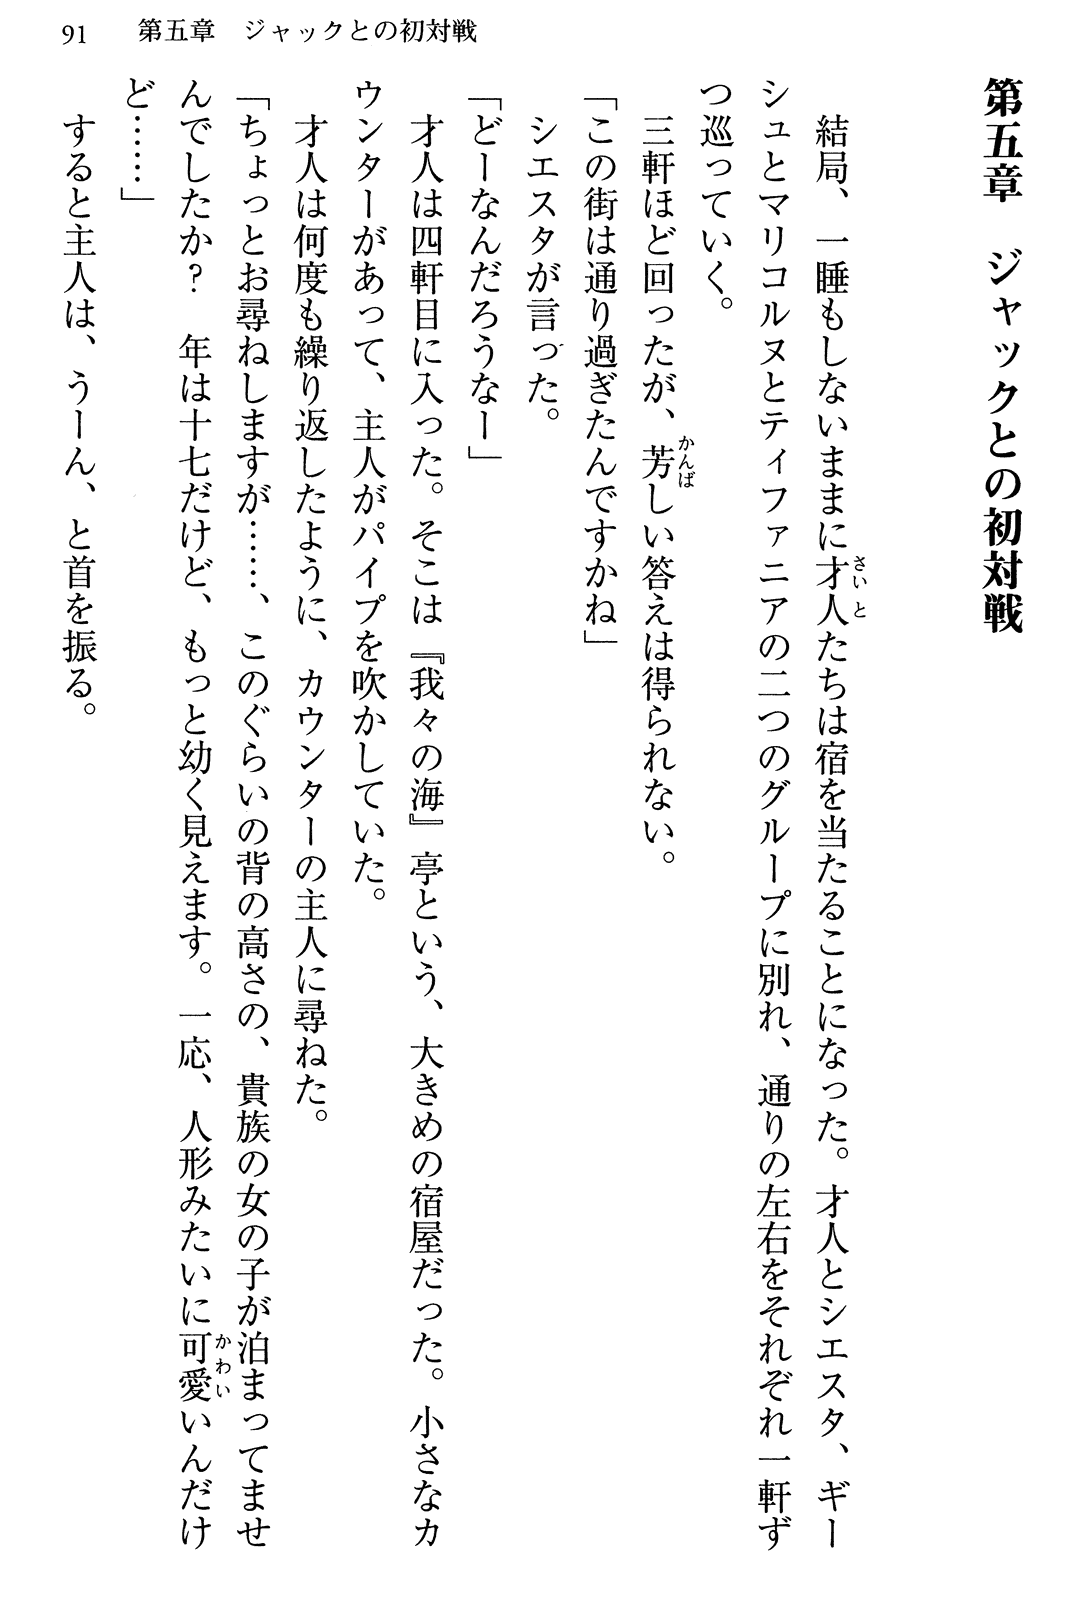 91　第五章　ジャックとの初対戦
第五章　ジャックとの初対戦
　結局、一睡もしないままに才人たちは宿を当たることになった。才人とシエスタ、ギー
シュとマリコルヌとティファニアの二つのグループに別れ、通りの左右をそれぞれ一軒ず
つ巡っていく。
　三軒ほど回ったが、芳しい答えは得られない。
「この街は通り過ぎたんですかね」
　シエスタが言った。
「どーなんだろうなー」
　才人は四軒目に入った。そこは『我々の海』亭という、大きめの宿屋だった。小さなカ
ウンターがあって、主人がパイプを吹かしていた。
　才人は何度も繰り返したように、カウンターの主人に尋ねた。
「ちょっとお尋ねしますが……、このぐらいの背の高さの、貴族の女の子が泊まってませ
んでしたか？　年は十七だけど、もっと幼く見えます。一応、人形みたいに可愛いんだけ
ど……」
　すると主人は、うーん、と首を振る。